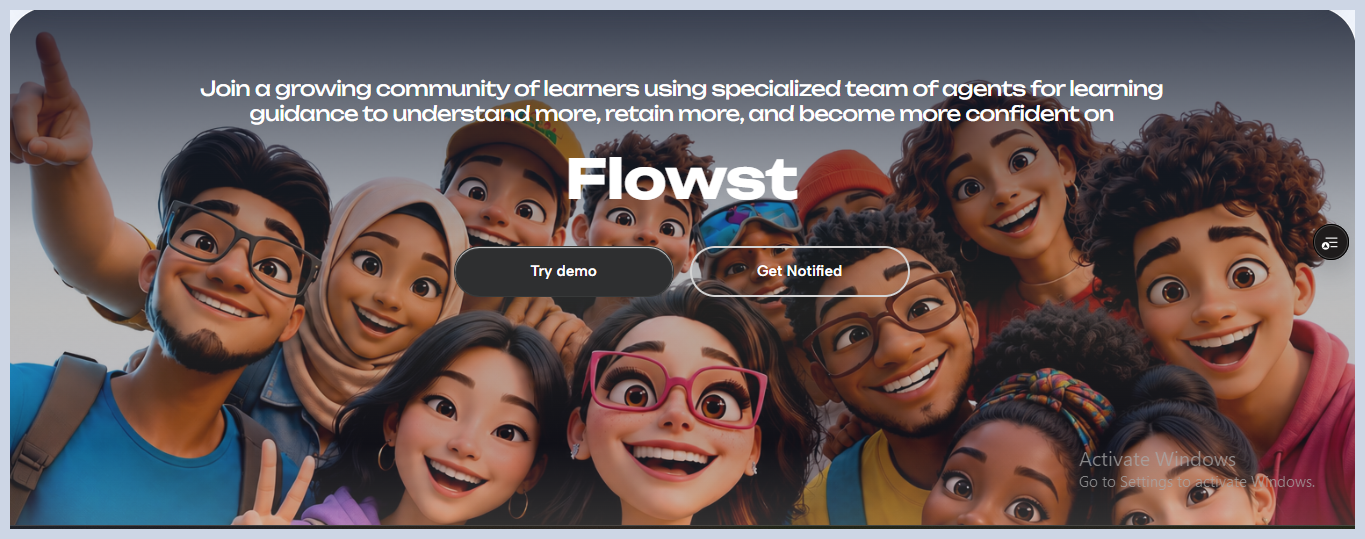 Join a growing community of learners using specialized team of agents for learning
guidance to understand more, retain more, and become more confident on
Flowst
Try demo
Get Notified
Activate Windows
Go to Settings to activate Windows.